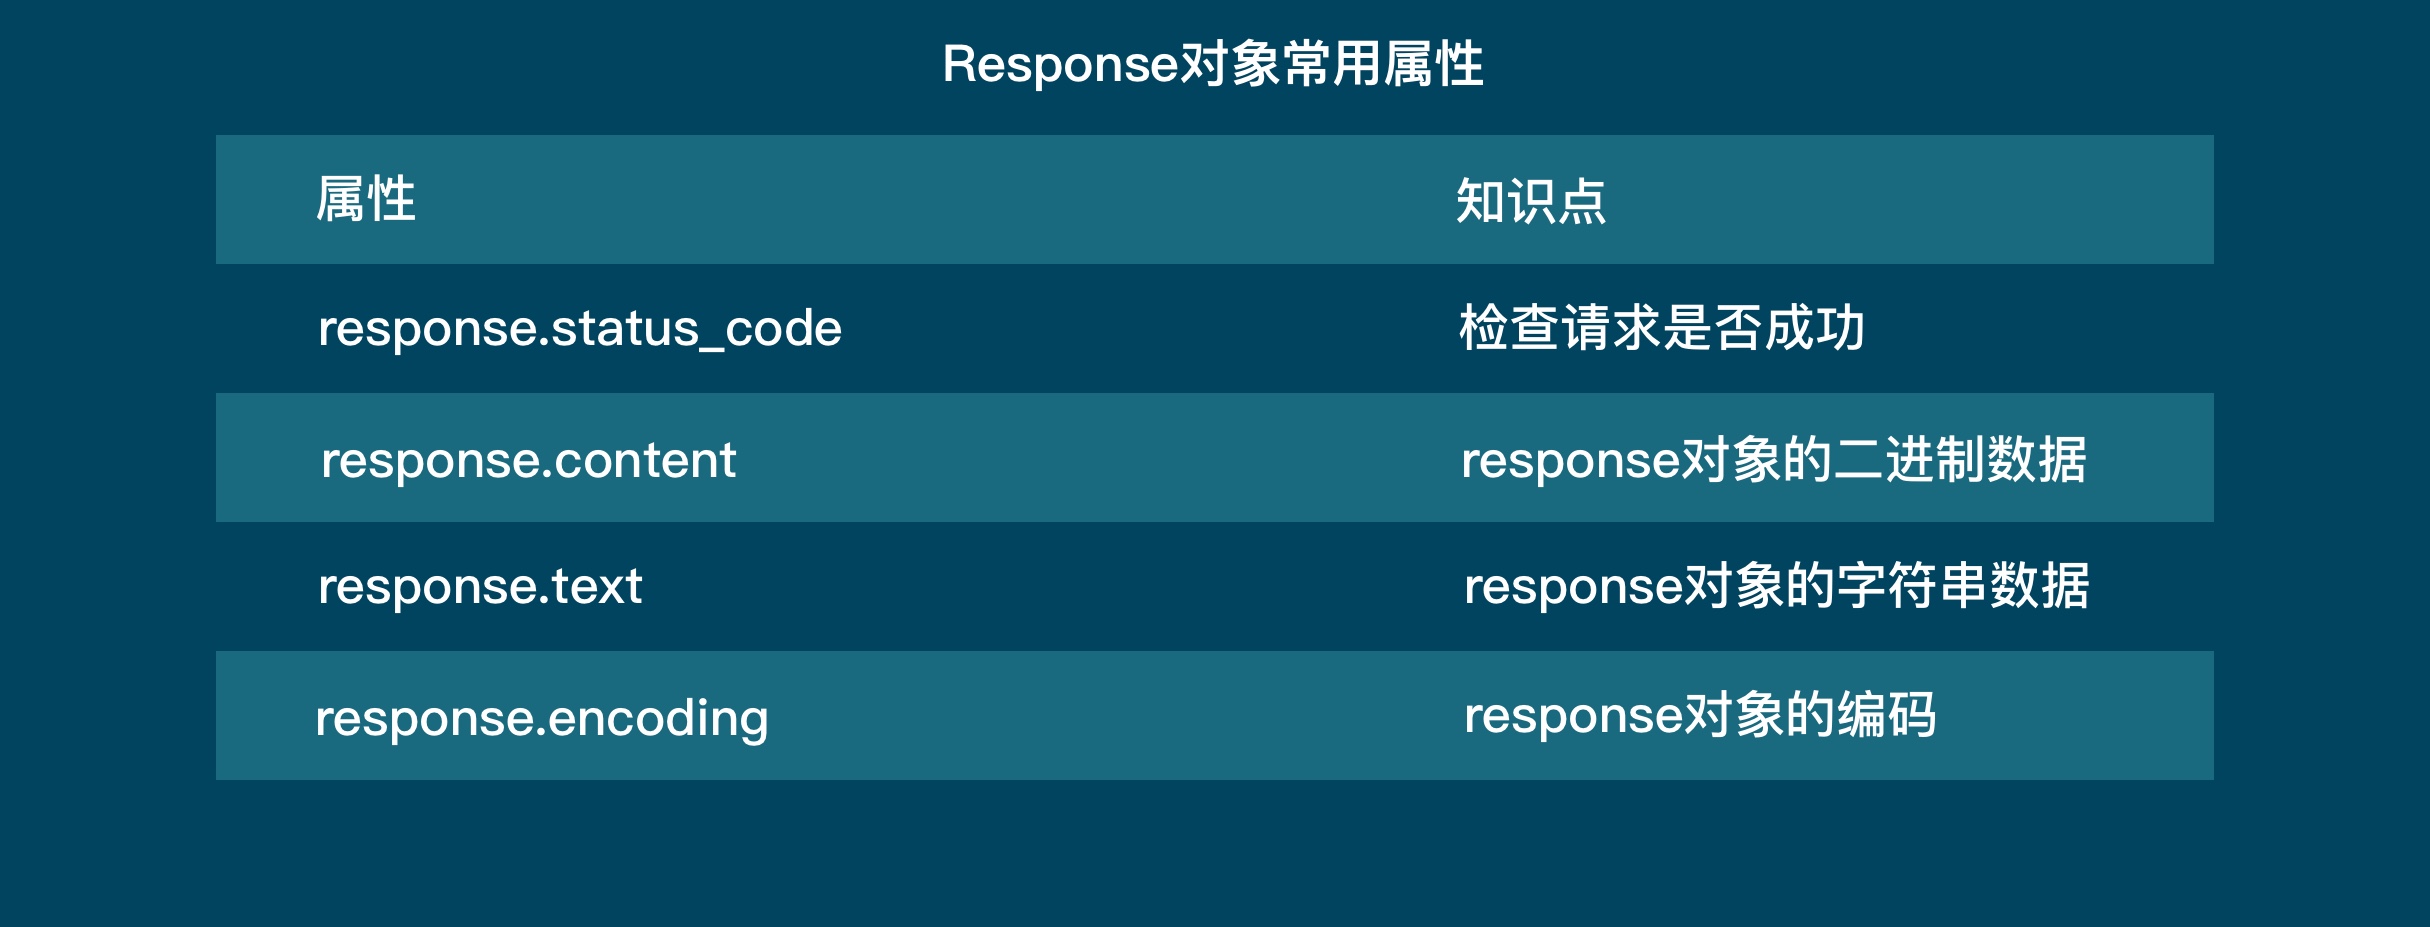 Response对象常用属性
属性 知识点
response.status_code 检查请求是否成功
response.content response对象的二进制数据
response.text response对象的字符串数据
response.encoding response对象的编码